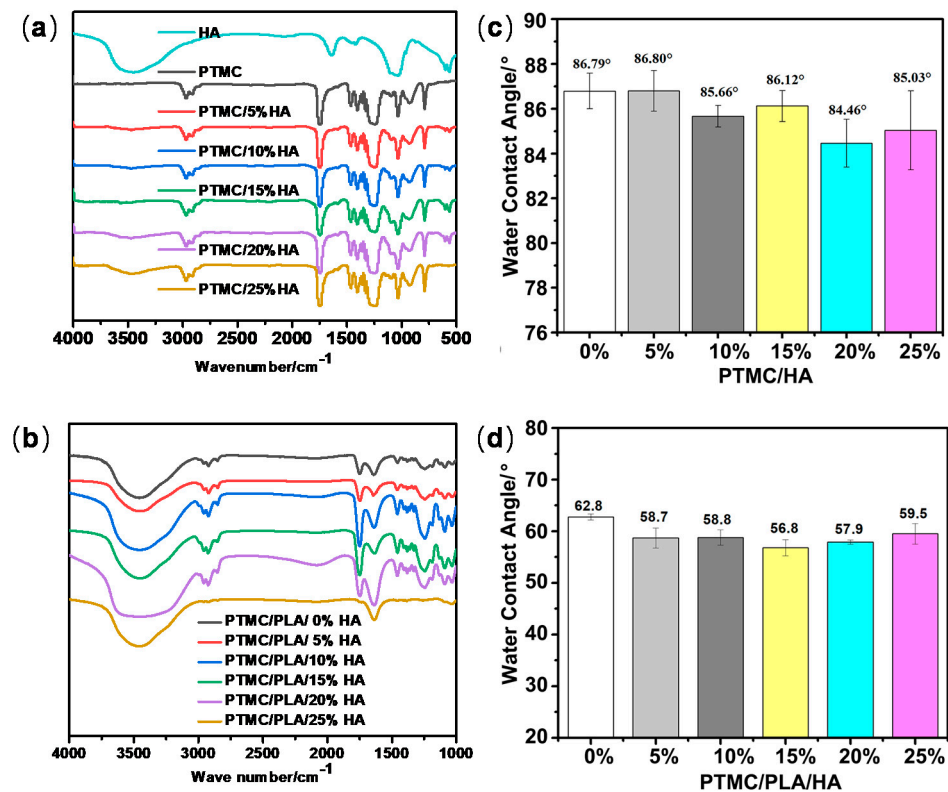 (a)
HA
PTMC
PTMC/5%HA
PTMC/10%HA
PTMC/15%HA
PTMC/20%HA
PTMC/25%HA
4000 3500 3000 2500 2000 1500 1000 500
Wavenumber/cm-1
(c)
Water Contact Angle/°
90
88
86
84
82
80
78
76
86.79°
86.80°
85.66°
86.12°
84.46°
85.03°
0% 5% 10% 15% 20% 25%
PTMC/HA
(b)
PTMC/PLA/ 0% HA
PTMC/PLA/ 5% HA
PTMC/PLA/10% HA
PTMC/PLA/15% HA
PTMC/PLA/20% HA
PTMC/PLA/25% HA
4000 3500 3000 2500 2000 1500 1000
Wave number/cm-1
(d)
Water Contact Angle/°
80
70
60
50
40
30
20
62.8
58.7
58.8
56.8
57.9
59.5
0% 5% 10% 15% 20% 25%
PTMC/PLA/HA